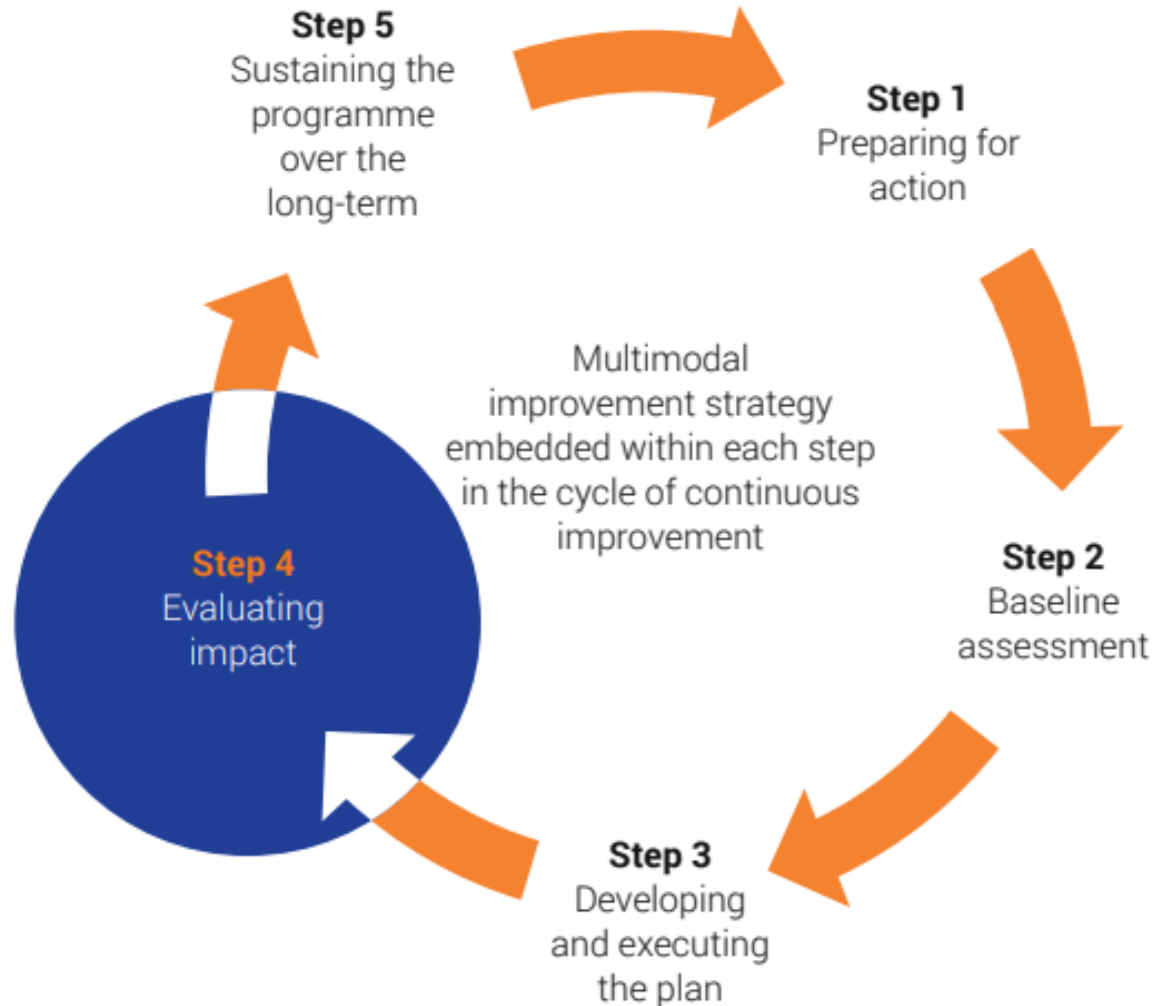 Step 5
Sustaining the
programme
over the
long-term
Step 1
Preparing for
action
Multimodal
improvement strategy
embedded within each step
in the cycle of continuous
improvement
Step 2
Baseline
assessment
Step 4
Evaluating
impact
Step 3
Developing
and executing
the plan